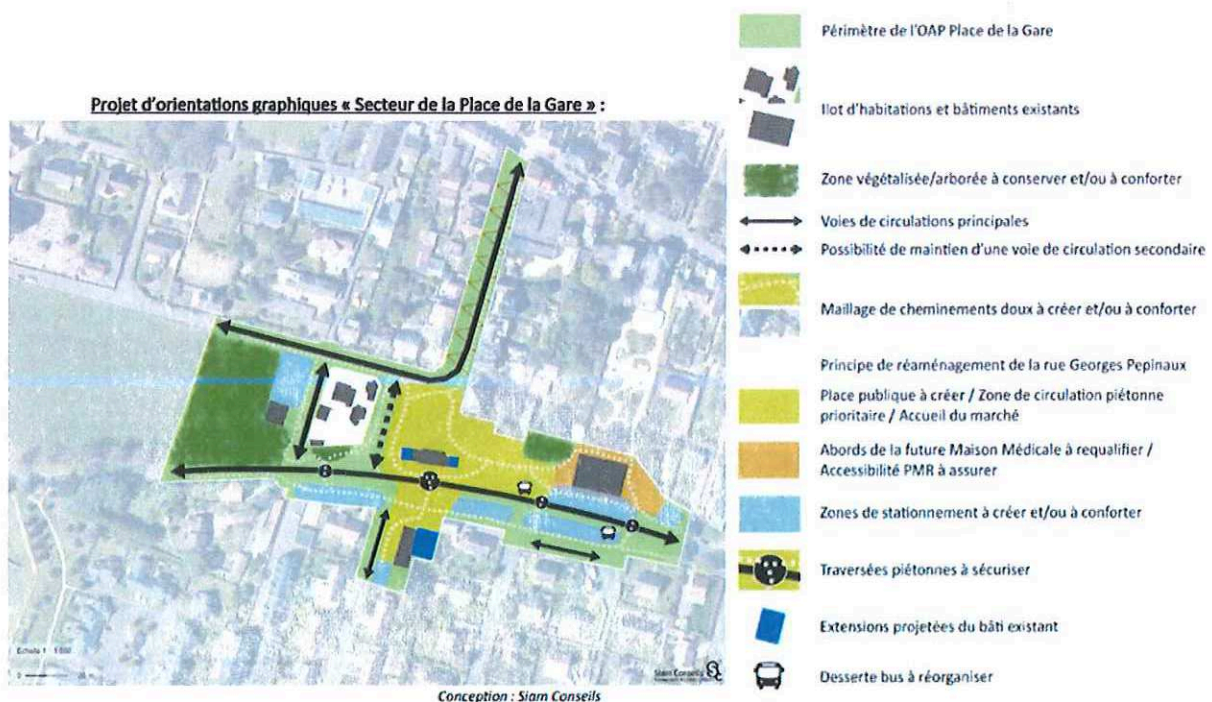 Projet d'orientations graphiques « Secteur de la Place de la Gare » :
Siam Conseils
Conception : Siam Conseils
Périmètre de l'OAP Place de la Gare
Ilot d'habitations et bâtiments existants
Zone végétalisée/arborée à conserver et/ou à conforter
Voies de circulations principales
Possibilité de maintien d'une voie de circulation secondaire
Maillage de cheminements doux à créer et/ou à conforter
Principe de réaménagement de la rue Georges Pepinaux
Place publique à créer / Zone de circulation piétonne
prioritaire / Accueil du marché
Abords de la future Maison Médicale à requalifier /
Accessibilité PMR à assurer
Zones de stationnement à créer et/ou à conforter
Traversées piétonnes à sécuriser
Extensions projetées du bâti existant
Desserte bus à réorganiser